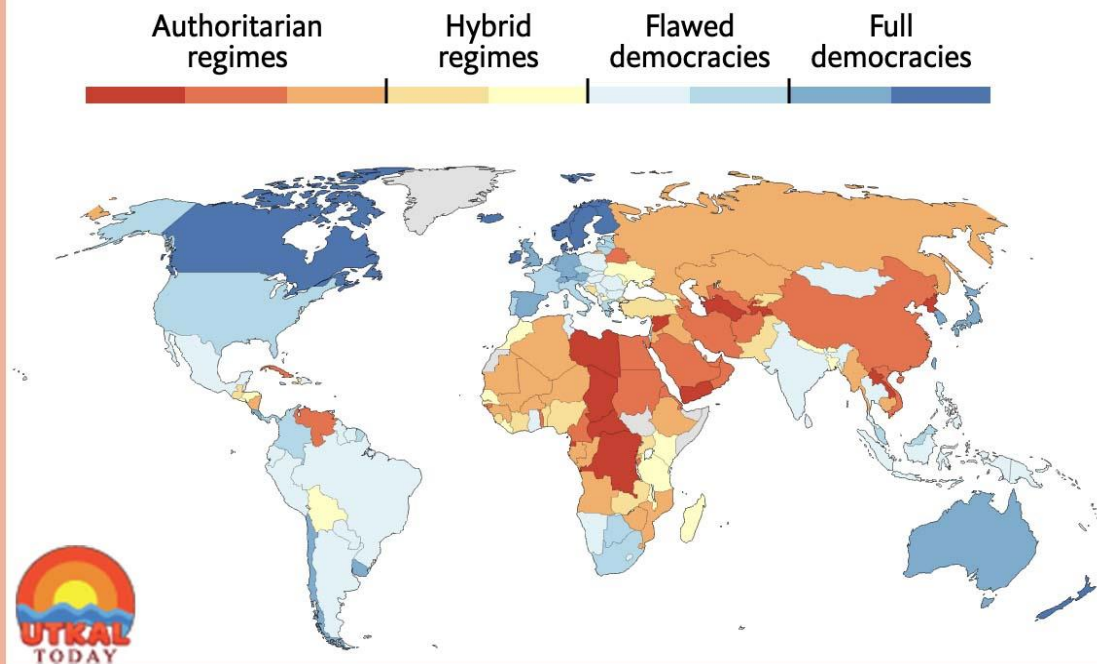 Authoritarian
regimes
Hybrid
regimes
Flawed
democracies
Full
democracies
UTKAL
TODAY